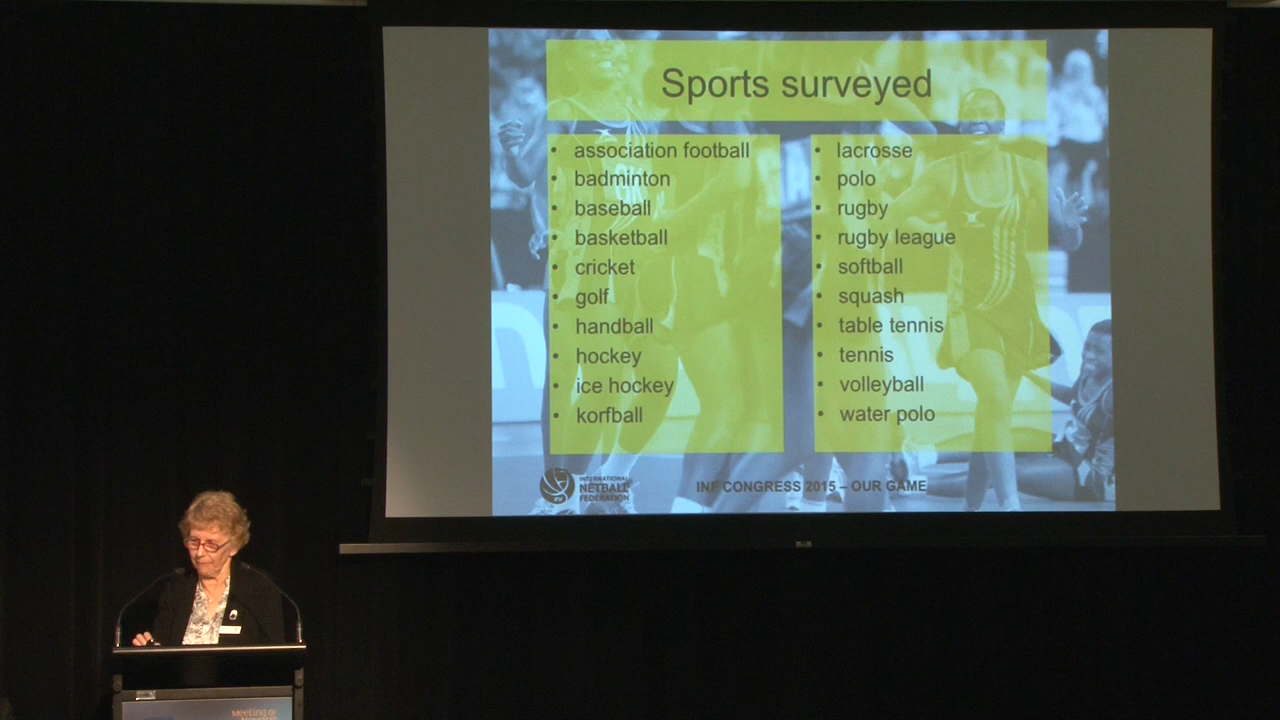 Sports surveyed
• association football
• badminton
• baseball
• basketball
• cricket
• golf
• handball
• hockey
• ice hockey
• korfball
• lacrosse
• polo
• rugby
• rugby league
• softball
• squash
• table tennis
• tennis
• volleyball
• water polo
INTERNATIONAL
NETBALL
FEDERATION
INF CONGRESS 2015 – OUR GAME